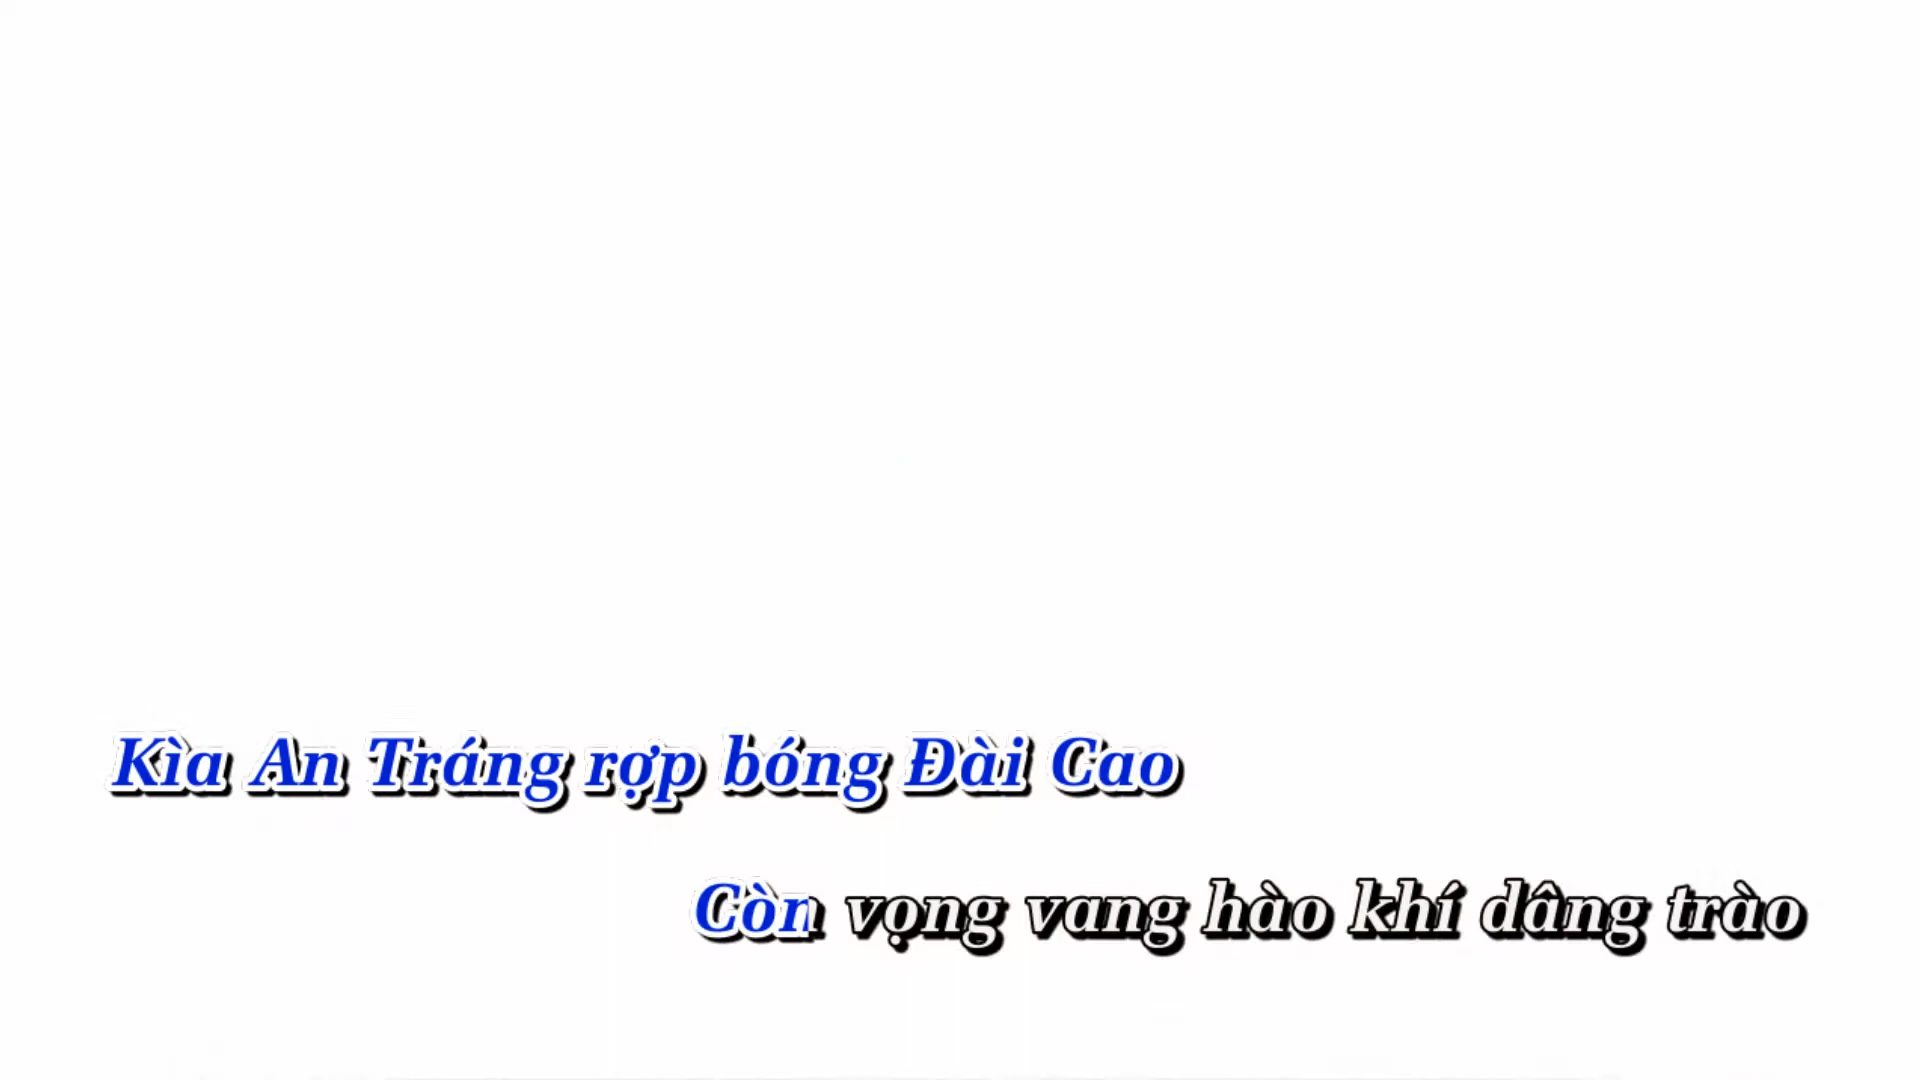 Kìa An Tráng rợp bóng Đài Cao
Còn vọng vang hào khí dâng trào